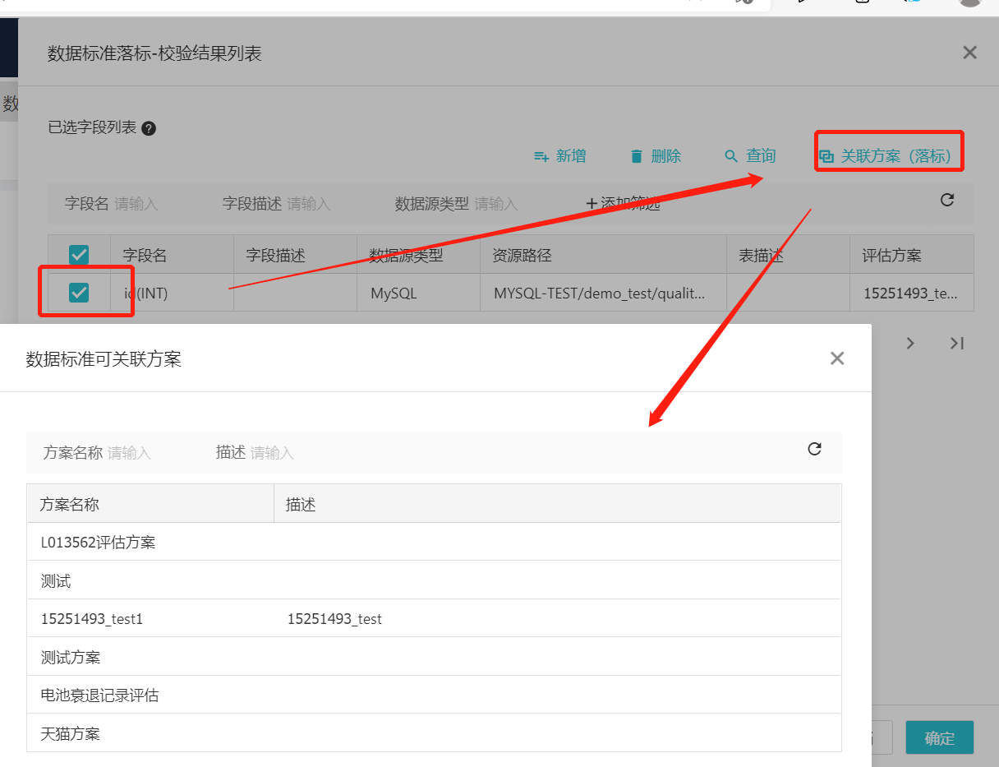 数据标准落标-校验结果列表
数
已选字段列表
新增 删除 查询 关联方案（落标）
字段名 请输入 字段描述 请输入 数据源类型 请输入 添加筛选
字段名 字段描述 数据源类型 资源路径 表描述 评估方案
id(INT) MySQL MYSQL-TEST/demo_test/qualit... 15251493_te...
数据标准可关联方案
方案名称 请输入 描述 请输入
方案名称 描述
L013562评估方案
测试
15251493_test1 15251493_test
测试方案
电池衰退记录评估
天猫方案
确定